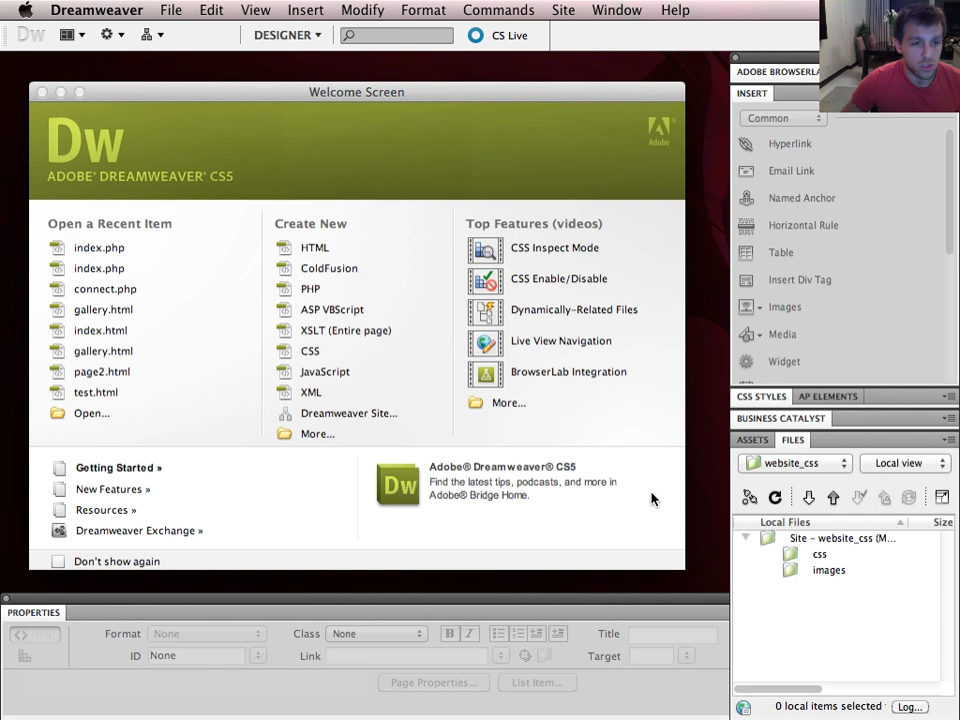 Dreamweaver File Edit View Insert Modify Format Commands Site Window Help
Dw DESIGNER CS Live
Welcome Screen
Dw
ADOBE® DREAMWEAVER® CS5
Adobe
Open a Recent Item
index.php
index.php
connect.php
gallery.html
index.html
gallery.html
page2.html
test.html
Open...
Create New
HTML
ColdFusion
PHP
ASP VBScript
XSLT (Entire page)
CSS
JavaScript
XML
Dreamweaver Site...
More...
Top Features (videos)
CSS Inspect Mode
CSS Enable/Disable
Dynamically-Related Files
Live View Navigation
BrowserLab Integration
More...
Getting Started »
New Features »
Resources »
Dreamweaver Exchange »
Dw
Adobe® Dreamweaver® CS5
Find the latest tips, podcasts, and more in
Adobe® Bridge Home.
Don't show again
ADOBE BROWSERLA
INSERT
Common
Hyperlink
Email Link
Named Anchor
Horizontal Rule
Table
Insert Div Tag
Images
Media
Widget
CSS STYLES AP ELEMENTS
BUSINESS CATALYST
ASSETS FILES
website_css Local view
Local Files Size
Site - website_css (M...
css
images
0 local items selected Log...
PROPERTIES
Format None Class None B I Title
ID None Link Target
Page Properties... List Item...